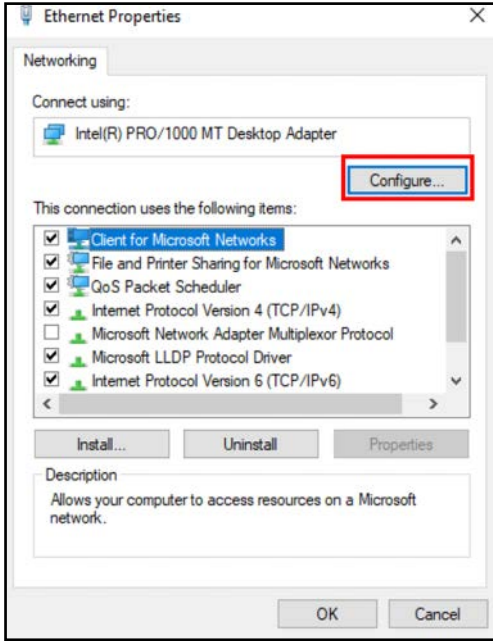 Ethernet Properties
Networking
Connect using:
Intel(R) PRO/1000 MT Desktop Adapter
Configure...
This connection uses the following items:
Client for Microsoft Networks
File and Printer Sharing for Microsoft Networks
QoS Packet Scheduler
Internet Protocol Version 4 (TCP/IPv4)
Microsoft Network Adapter Multiplexor Protocol
Microsoft LLDP Protocol Driver
Internet Protocol Version 6 (TCP/IPv6)
Install... Uninstall Properties
Description
Allows your computer to access resources on a Microsoft
network.
OK Cancel